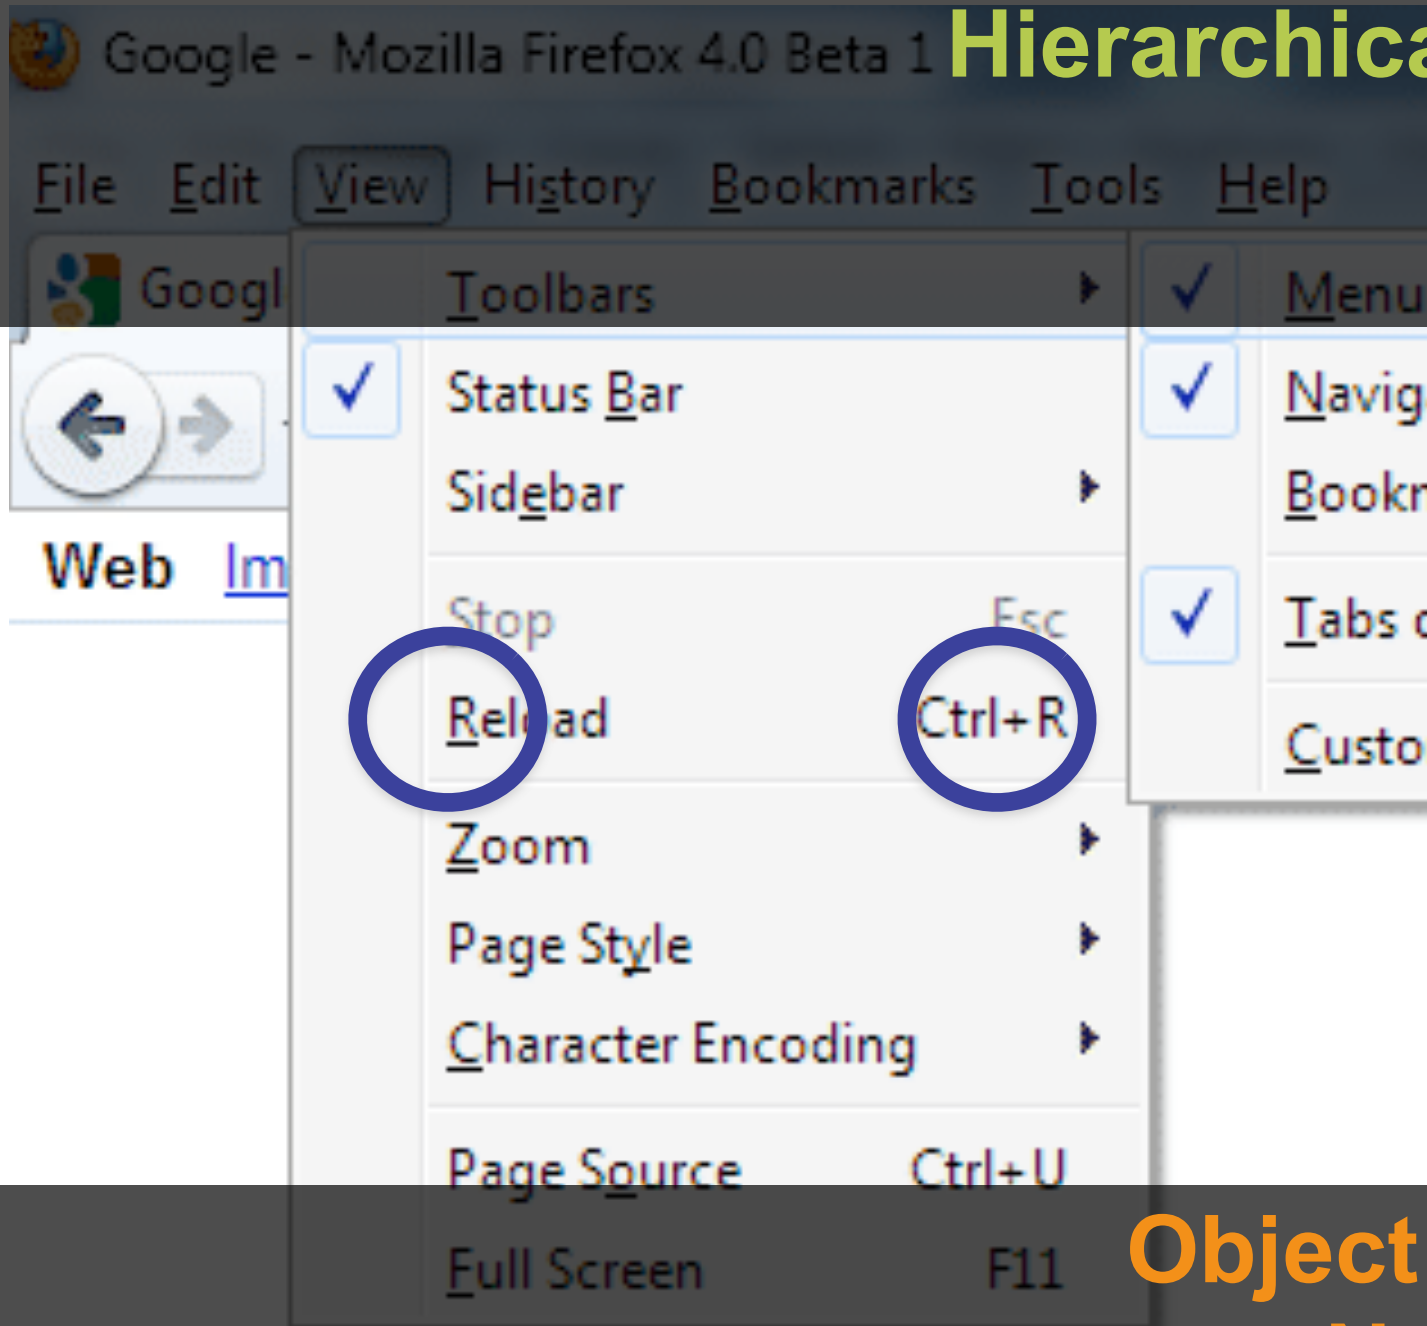 Google - Mozilla Firefox 4.0 Beta 1
Hierarchica
File Edit View History Bookmarks Tools Help
Googl
Toolbars
Menu
Status Bar
Navig
Sidebar
Book
Web Im
Stop Esc
Tabs
Reload Ctrl+R
Custo
Zoom
Page Style
Character Encoding
Page Source Ctrl+U
Object
Full Screen F11